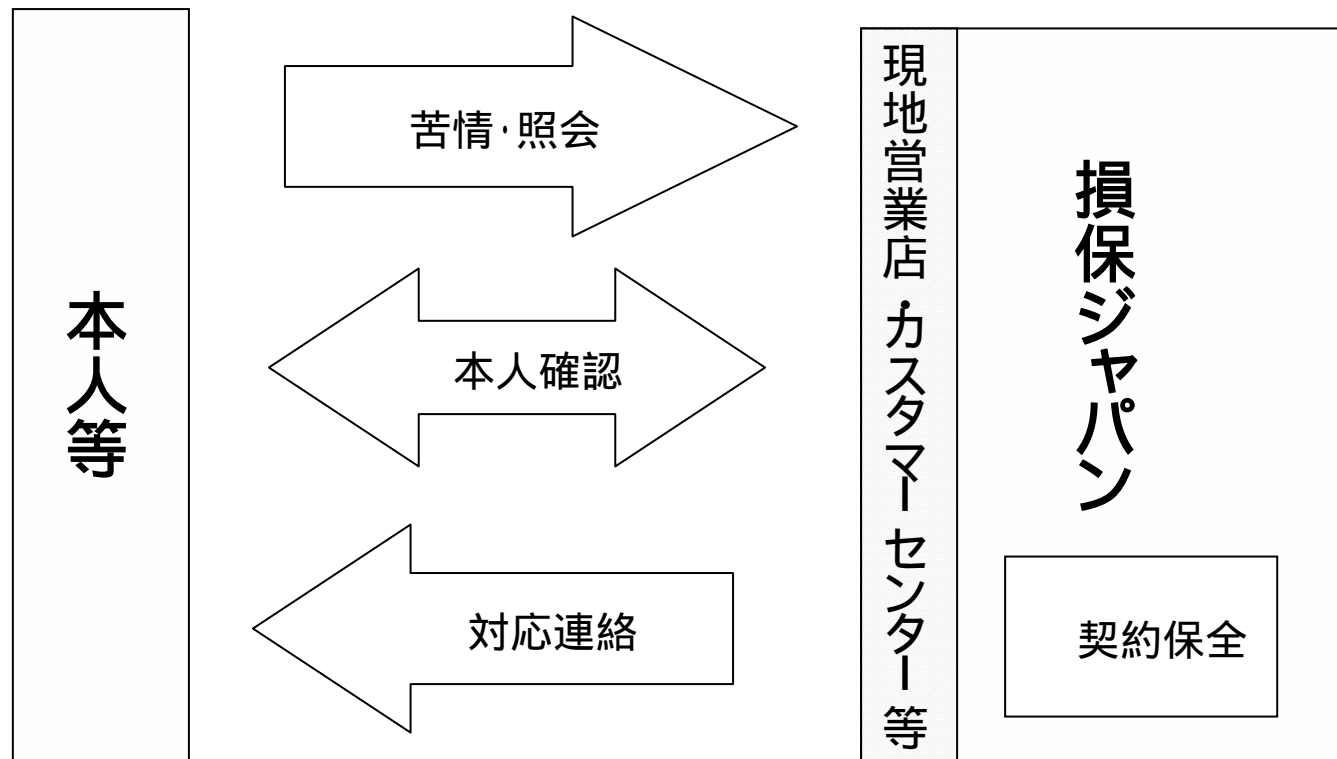 本人等
苦情・照会
本人確認
対応連絡
現地営業店・カスタマーセンター等
損保ジャパン
契約保全